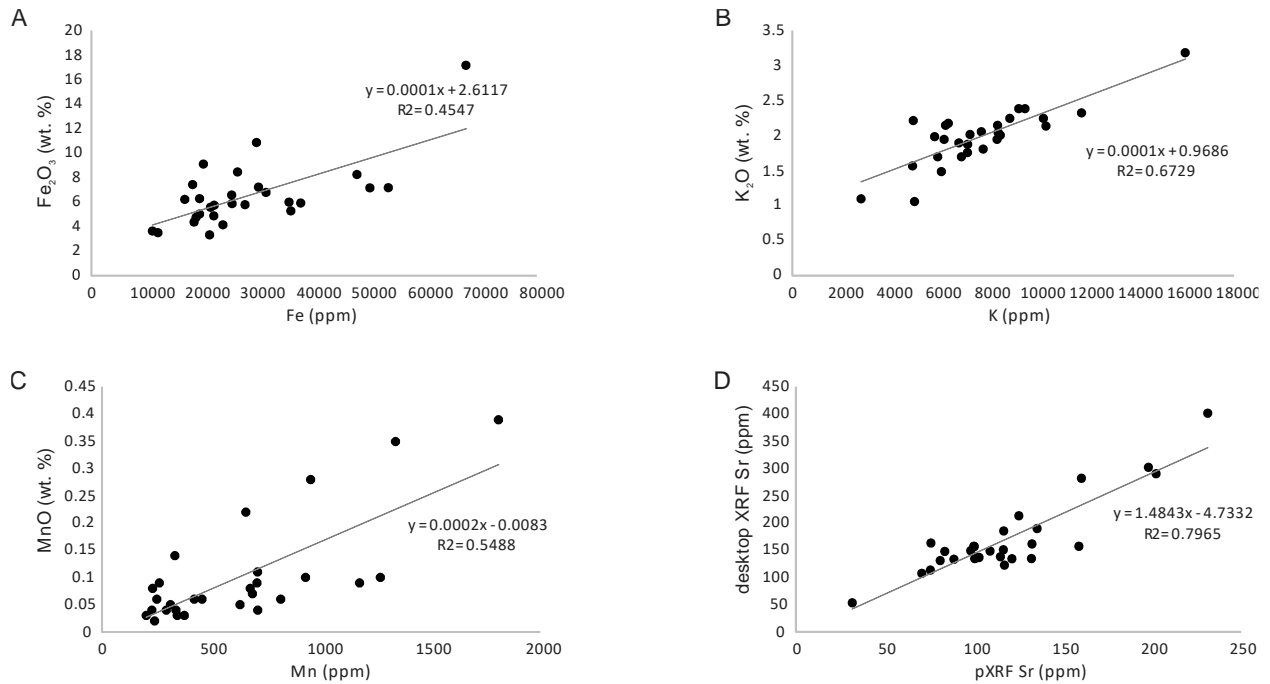 A
20
18
16
14
12
10
8
6
4
2
0
Fe₂O₃ (wt. %)
y = 0.0001x + 2.6117
R2 = 0.4547
0 10000 20000 30000 40000 50000 60000 70000 80000
Fe (ppm)
B
3.5
3
2.5
2
1.5
1
0.5
0
K₂O (wt. %)
y = 0.0001x + 0.9686
R2 = 0.6729
0 2000 4000 6000 8000 10000 12000 14000 16000 18000
K (ppm)
C
0.45
0.4
0.35
0.3
0.25
0.2
0.15
0.1
0.05
0
MnO (wt. %)
y = 0.0002x - 0.0083
R2 = 0.5488
0 500 1000 1500 2000
Mn (ppm)
D
450
400
350
300
250
200
150
100
50
0
desktop XRF Sr (ppm)
y = 1.4843x - 4.7332
R2 = 0.7965
0 50 100 150 200 250
pXRF Sr (ppm)